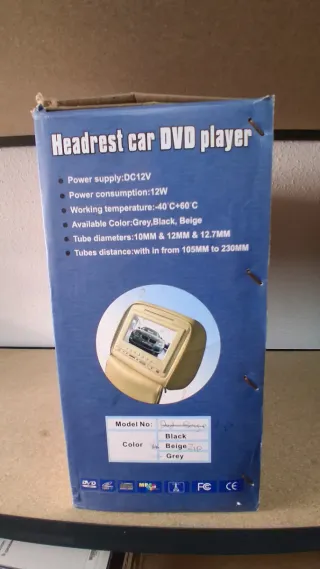 Headrest car DVD player
Power supply:DC12V
Power consumption:12W
Working temperature:-40°C+60°C
Available Color:Grey,Black, Beige
Tube diameters:10MM & 12MM & 12.7MM
Tubes distance:with in from 105MM to 230MM
Model No:
Black
Color
Beige
Grey
DVD
FC CE